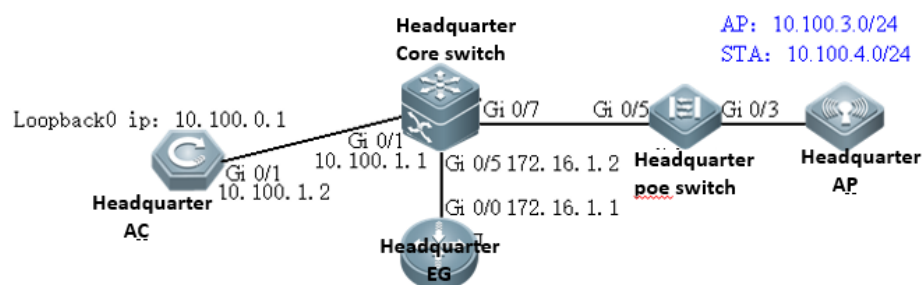 Headquarter
Core switch
AP: 10.100.3.0/24
STA: 10.100.4.0/24
Loopback0 ip: 10.100.0.1
Gi 0/7
Gi 0/5
Gi 0/3
Gi 0/1
10.100.1.1
Gi 0/1
10.100.1.2
Headquarter
AC
Gi 0/5 172.16.1.2
Gi 0/0 172.16.1.1
Headquarter
EG
Headquarter
poe switch
Headquarter
AP